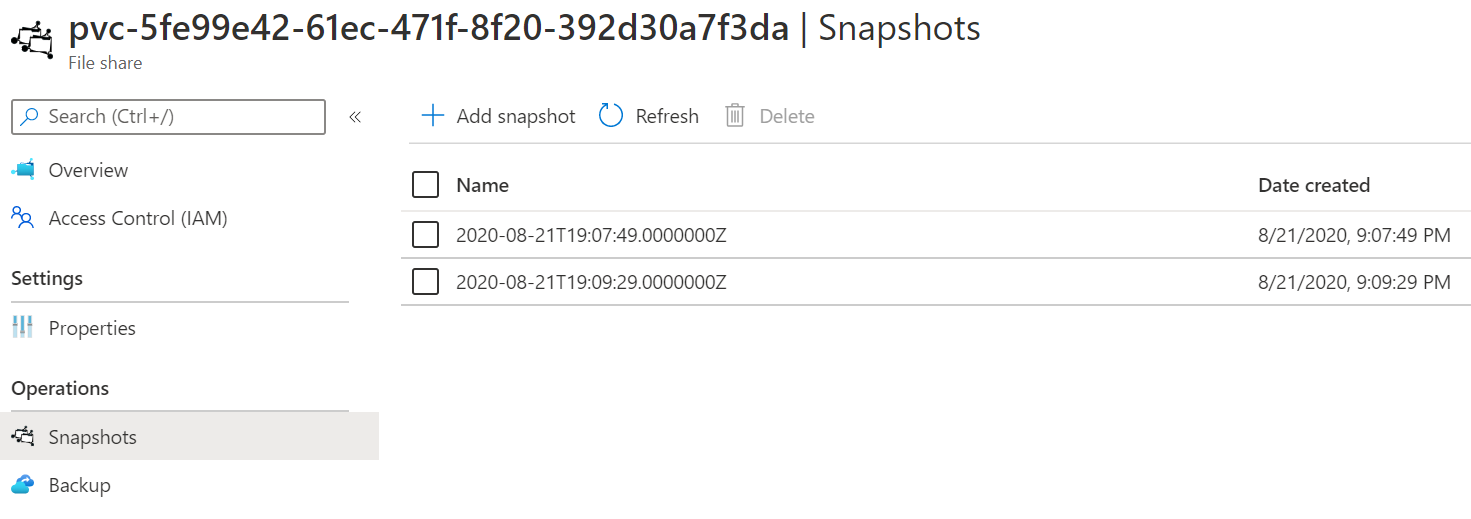 pvc-5fe99e42-61ec-471f-8f20-392d30a7f3da | Snapshots
File share
Search (Ctrl+/)
«
Overview
Access Control (IAM)
Settings
Properties
Operations
Snapshots
Backup
Add snapshot Refresh Delete
Name Date created
2020-08-21T19:07:49.0000000Z 8/21/2020, 9:07:49 PM
2020-08-21T19:09:29.0000000Z 8/21/2020, 9:09:29 PM